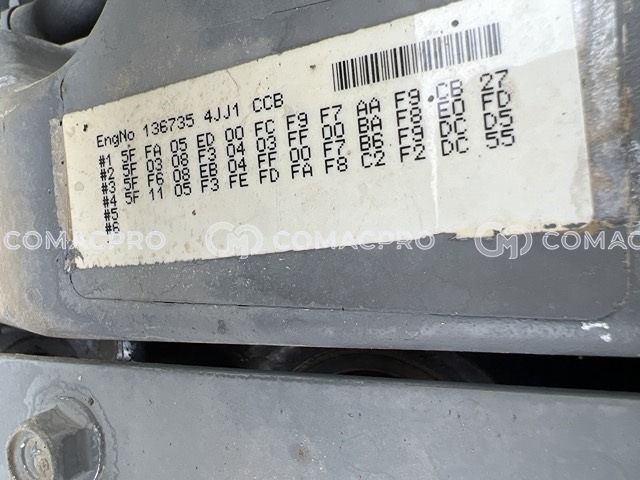 EngNo 136735 4JJ1 CCB
#1 5F FA 05 ED 00 FC F9 F7 AA F9 CB 27
#2 5F 03 08 F3 04 03 FF 00 BA F8 E0 FD
#3 5F F6 08 EB 04 FF 00 F7 B6 F9 DC D5
#4 5F 11 05 F3 FE FD FA F8 C2 F2 DC 55
#5
#6
COMACPRO COMACPRO COMACPRO